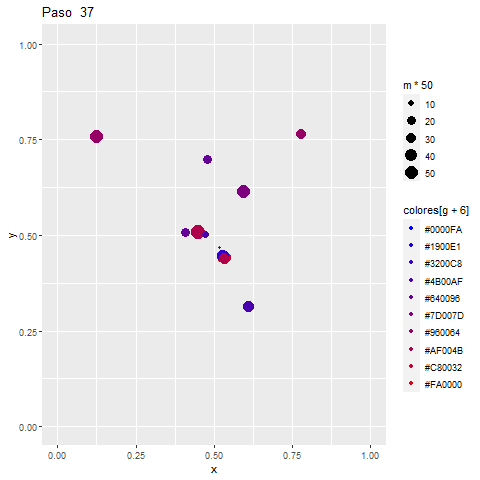 Paso 37
1.00
0.75
0.50
0.25
0.00
y
0.00 0.25 0.50 0.75 1.00
x
m * 50
10
20
30
40
50
colores[g + 6]
#0000FA
#1900E1
#3200C8
#4B00AF
#640096
#7D007D
#960064
#AF004B
#C80032
#FA0000